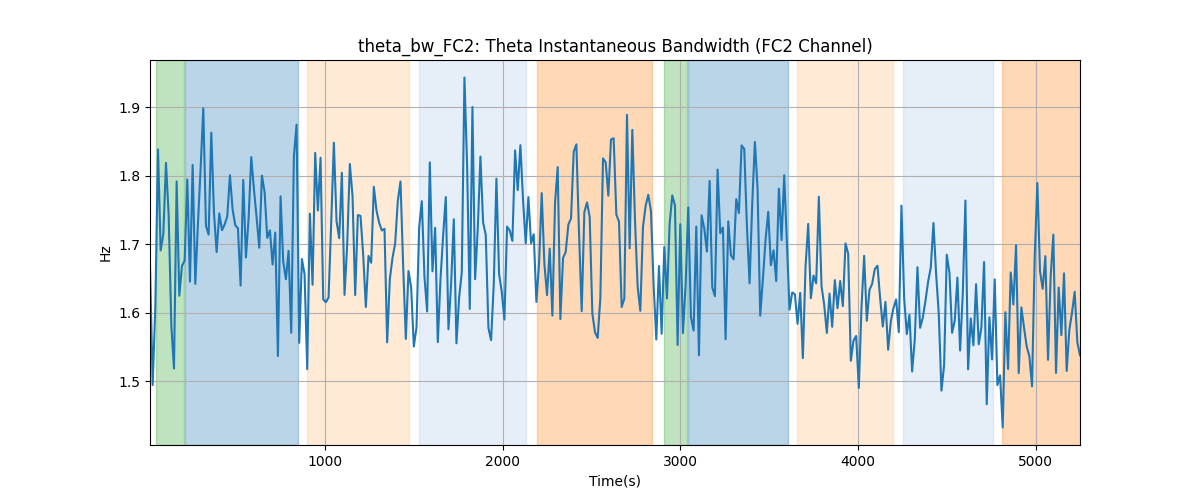 theta_bw_FC2: Theta Instantaneous Bandwidth (FC2 Channel)
1.9
1.8
1.7
1.6
1.5
Hz
1000 2000 3000 4000 5000
Time(s)